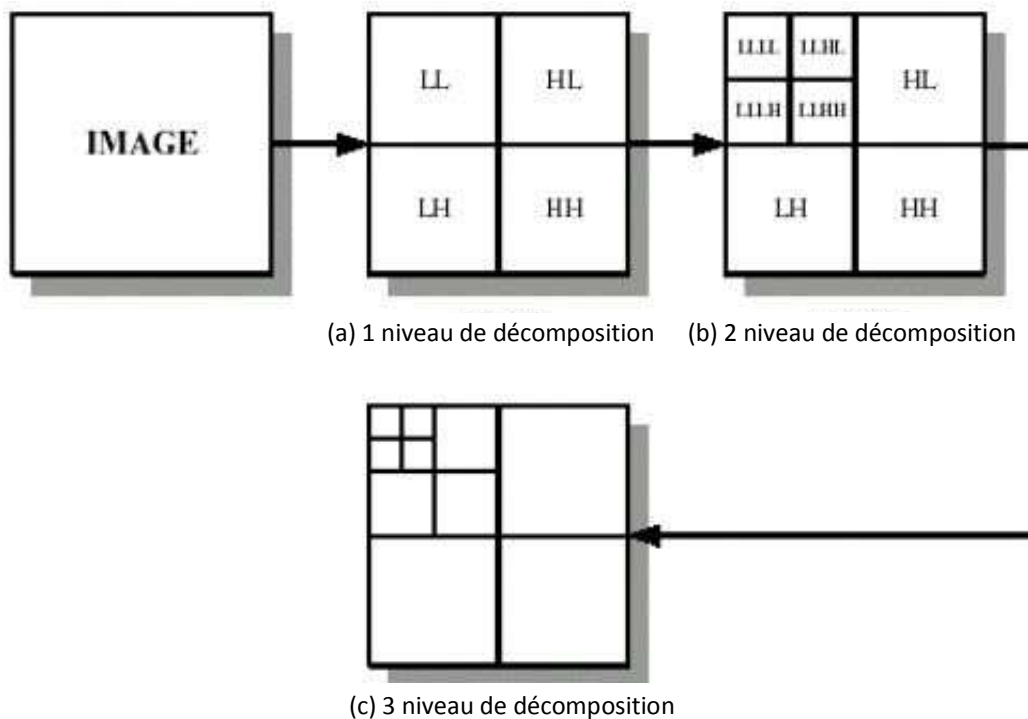 IMAGE
LL HL
LH HH
LLLL LLHL
LLLH LLHH
HL
LH HH
(a) 1 niveau de décomposition (b) 2 niveau de décomposition
(c) 3 niveau de décomposition